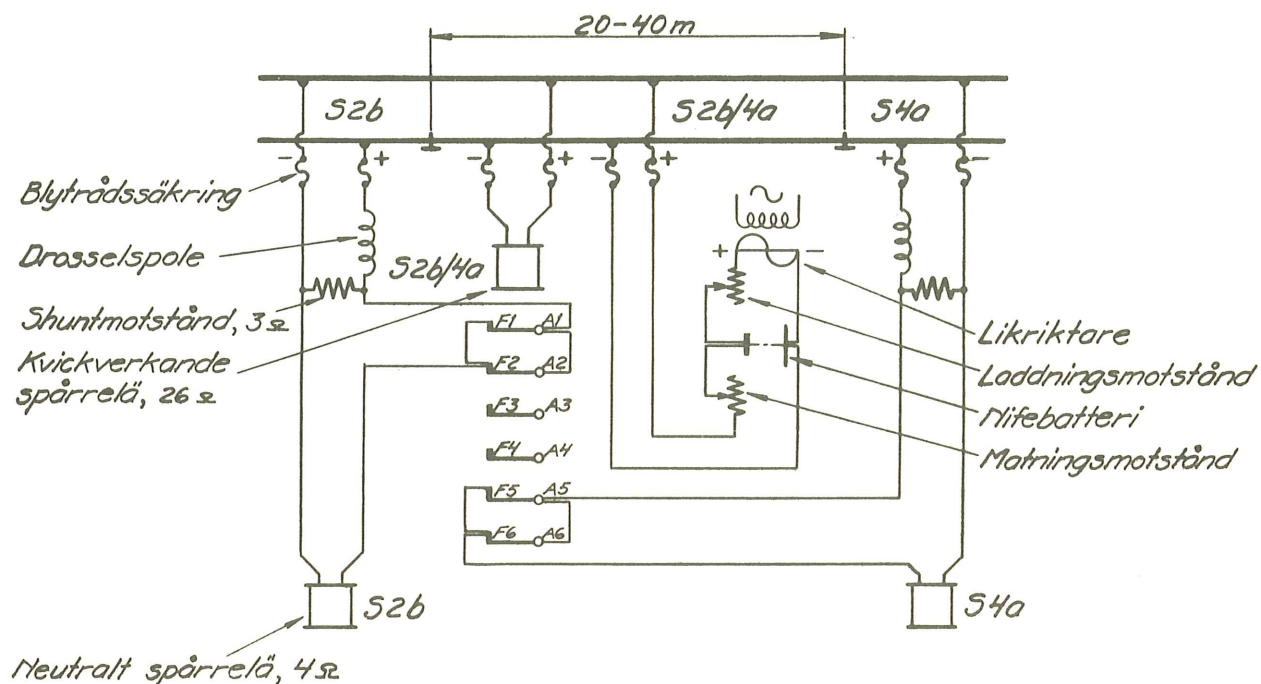 20-40m
S2b
S2b/4a
S4a
- + - + - + + -
Blytrådssäkring
Drosselspole
S2b/4a
+ -
Shuntmotstånd, 3Ω
Kvickverkande
spårrelä, 26Ω
F1 A1
F2 A2
F3 A3
F4 A4
F5 A5
F6 A6
Likriktare
Laddningsmotstånd
Nifebatteri
Matningsmotstånd
S2b
S4a
Neutralt spårrelä, 4Ω